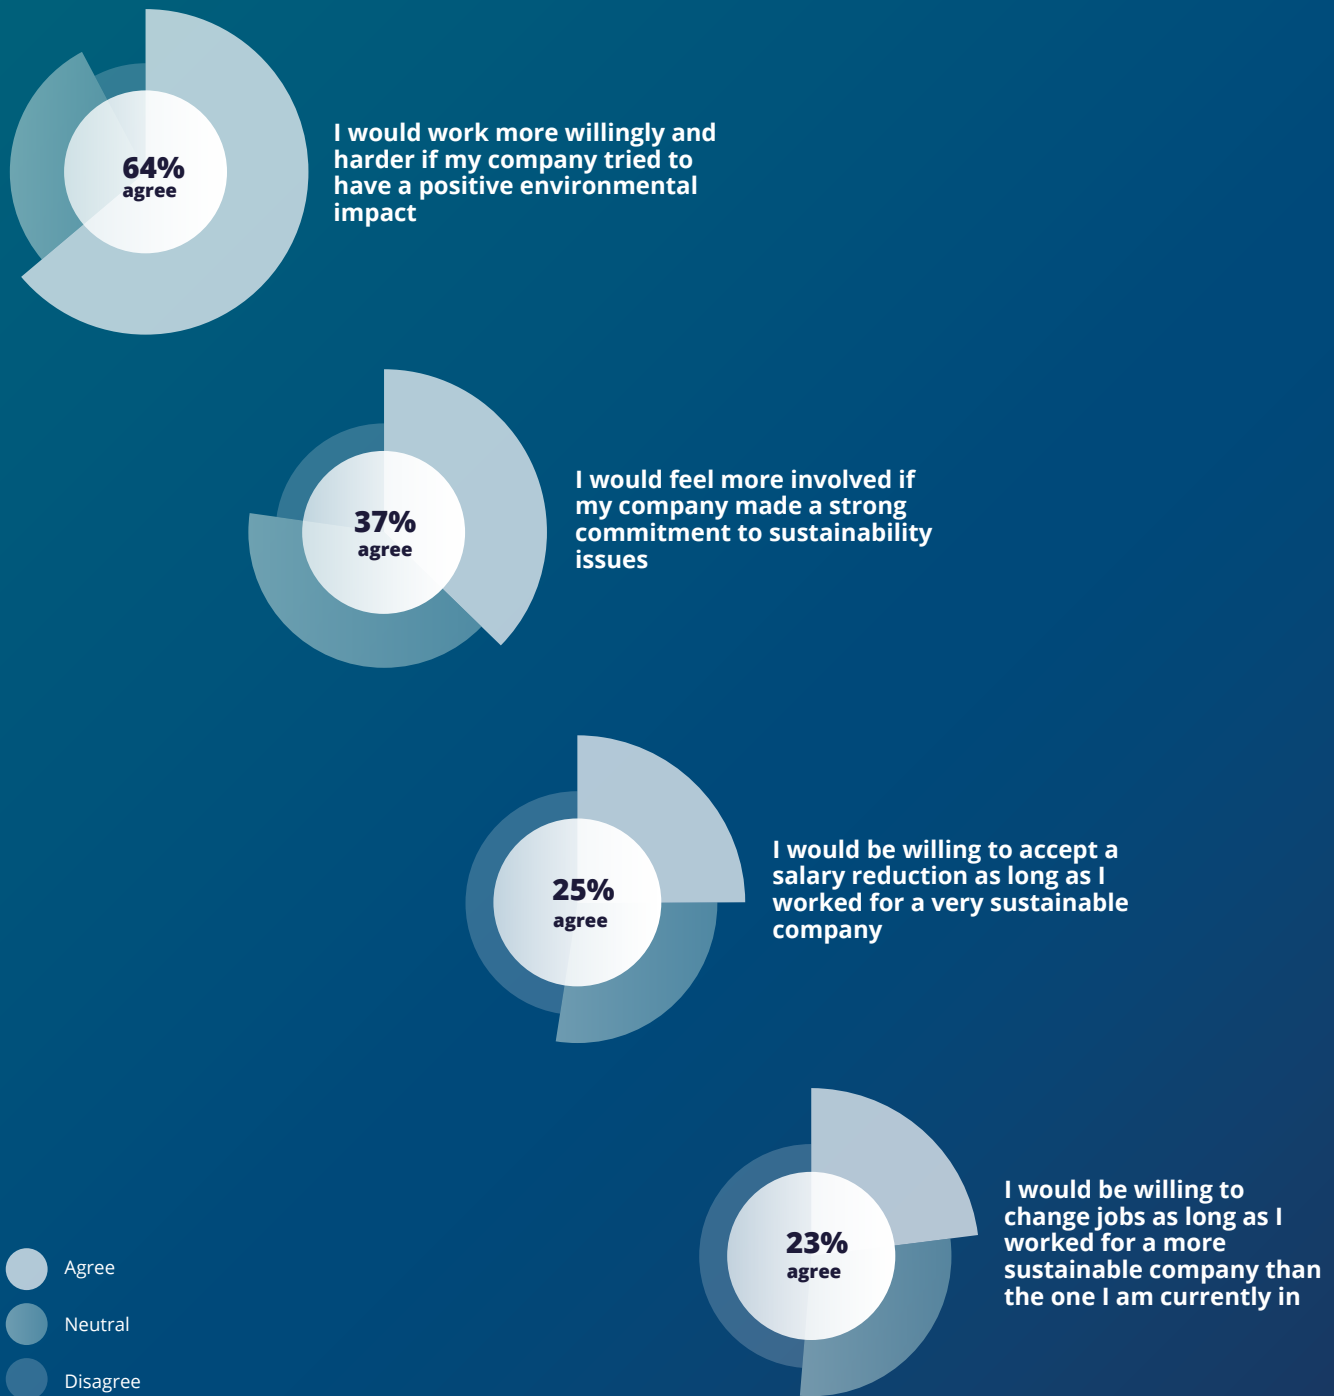 64%
agree
I would work more willingly and
harder if my company tried to
have a positive environmental
impact
37%
agree
I would feel more involved if
my company made a strong
commitment to sustainability
issues
25%
agree
I would be willing to accept a
salary reduction as long as I
worked for a very sustainable
company
23%
agree
I would be willing to
change jobs as long as I
worked for a more
sustainable company than
the one I am currently in
Agree
Neutral
Disagree